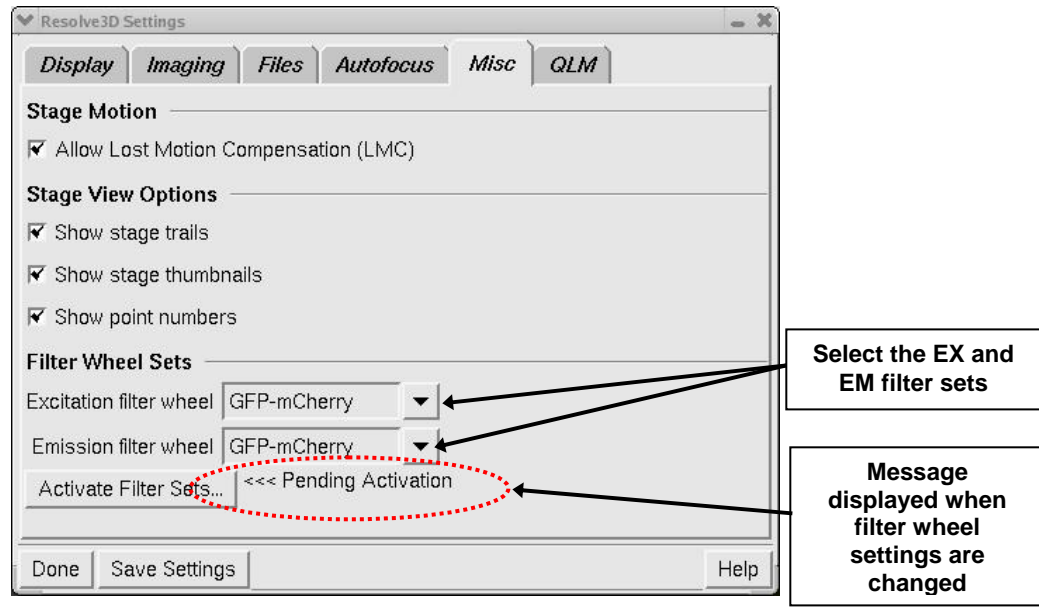 Resolve3D Settings
Display Imaging Files Autofocus Misc QLM
Stage Motion
Allow Lost Motion Compensation (LMC)
Stage View Options
Show stage trails
Show stage thumbnails
Show point numbers
Filter Wheel Sets
Excitation filter wheel GFP-mCherry
Emission filter wheel GFP-mCherry
Activate Filter Sets... <<< Pending Activation
Done Save Settings Help
Select the EX and
EM filter sets
Message
displayed when
filter wheel
settings are
changed